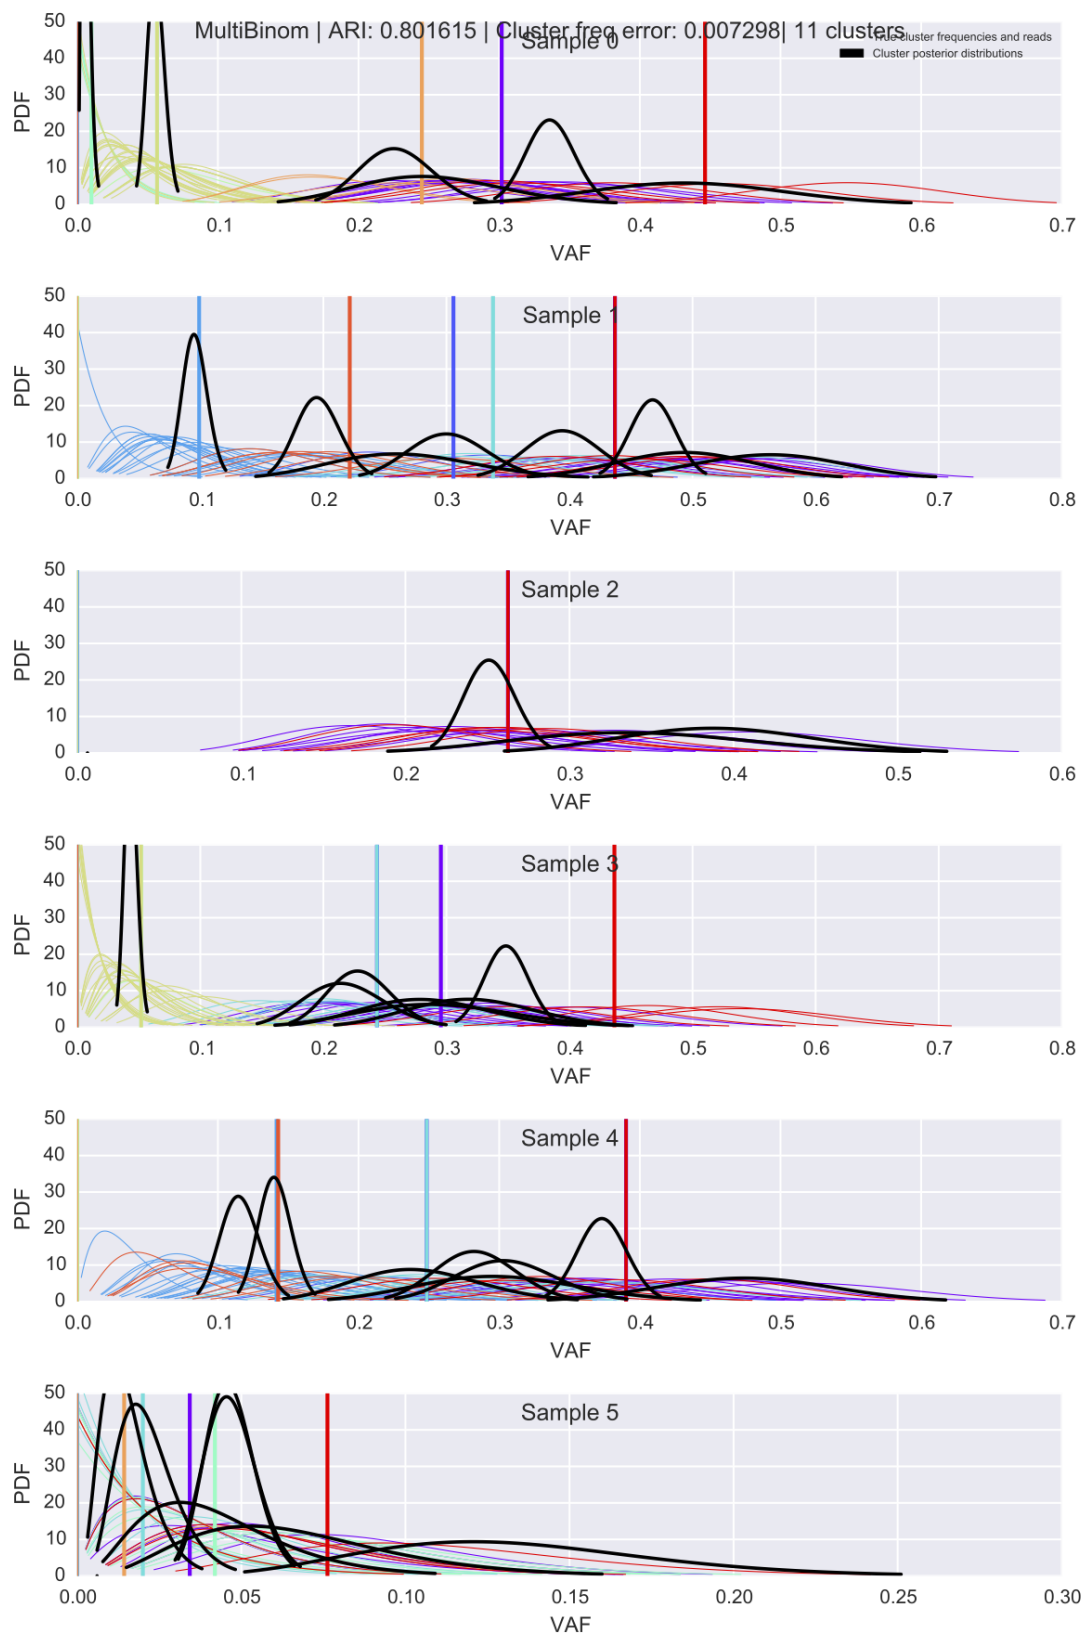 MultiBinom | ARI: 0.801615 | Cluster freq error: 0.007298| 11 clusters
Sample 0
True cluster frequencies and reads
Cluster posterior distributions
PDF
50
40
30
20
10
0
0.0 0.1 0.2 0.3 0.4 0.5 0.6 0.7
VAF
Sample 1
PDF
50
40
30
20
10
0
0.0 0.1 0.2 0.3 0.4 0.5 0.6 0.7 0.8
VAF
Sample 2
PDF
50
40
30
20
10
0
0.0 0.1 0.2 0.3 0.4 0.5 0.6
VAF
Sample 3
PDF
50
40
30
20
10
0
0.0 0.1 0.2 0.3 0.4 0.5 0.6 0.7 0.8
VAF
Sample 4
PDF
50
40
30
20
10
0
0.0 0.1 0.2 0.3 0.4 0.5 0.6 0.7
VAF
Sample 5
PDF
50
40
30
20
10
0
0.00 0.05 0.10 0.15 0.20 0.25 0.30
VAF